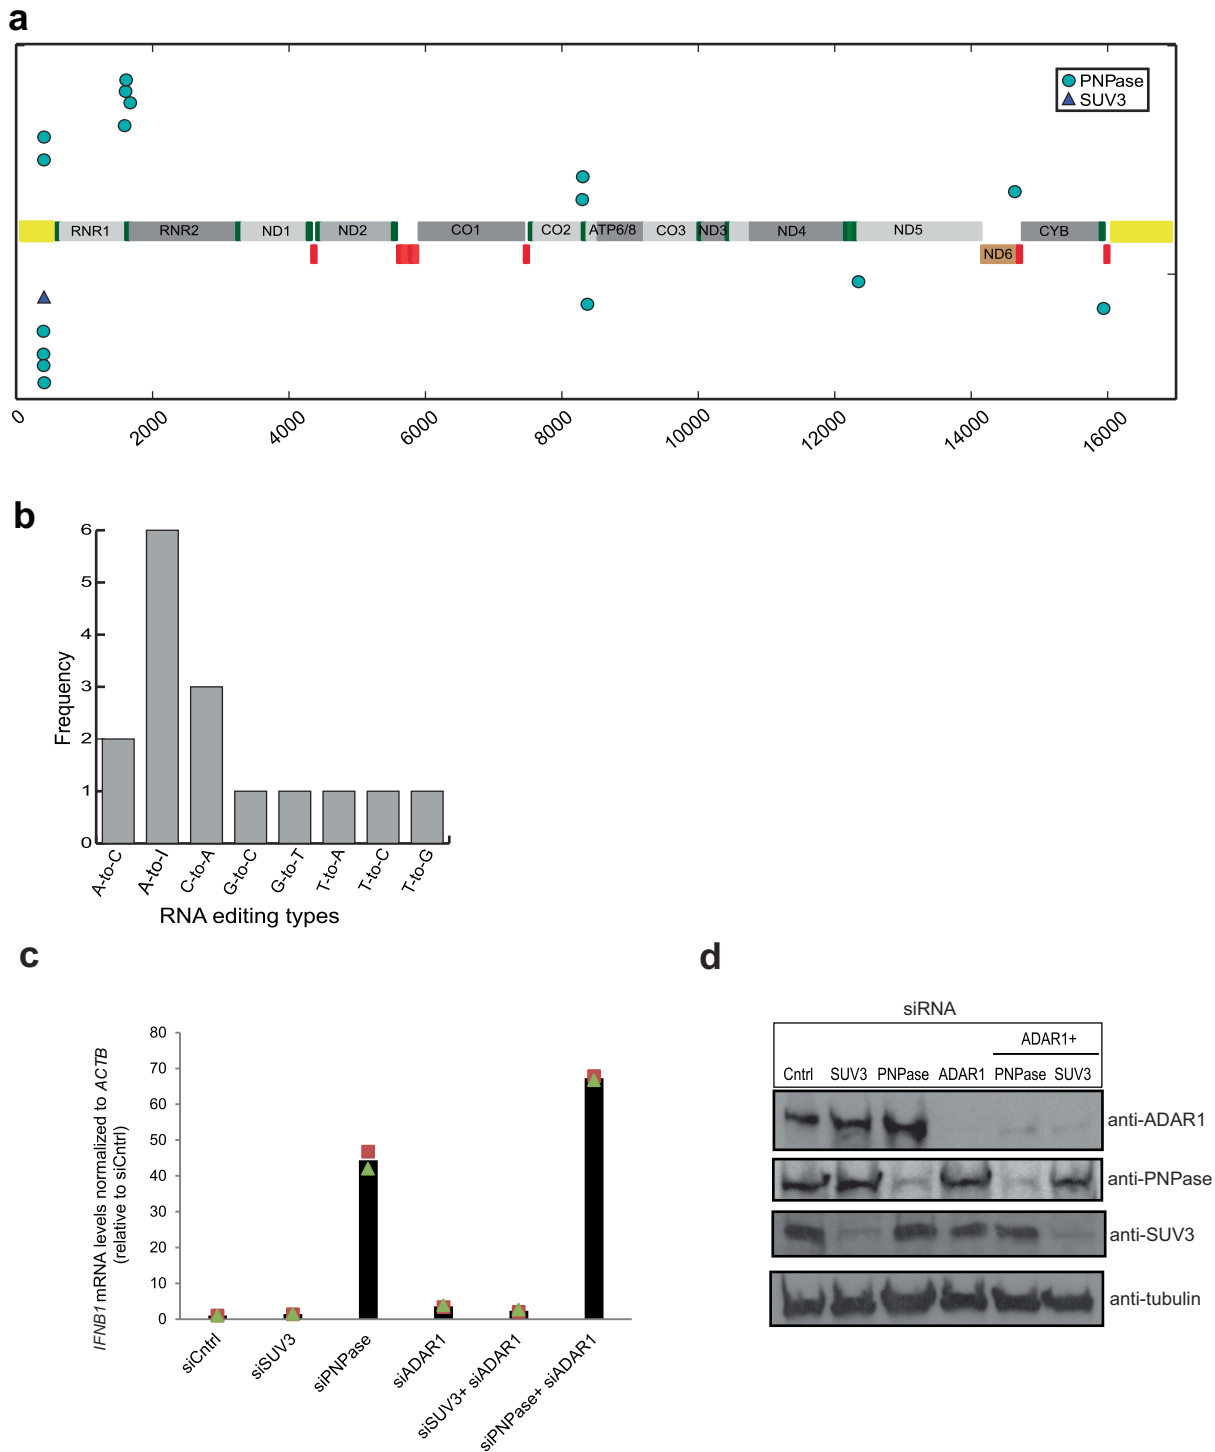 a
PNPase
SUV3
RNR1 RNR2 ND1 ND2 CO1 CO2 ATP6/8 CO3 ND3 ND4 ND5 CYB
ND6
0 2000 4000 6000 8000 10000 12000 14000 16000
b
6
5
4
3
2
1
0
Frequency
A-to-C A-to-I C-to-A G-to-C G-to-T T-to-A T-to-C T-to-G
RNA editing types
c
80
70
60
50
40
30
20
10
0
IFNB1 mRNA levels normalized to ACTB
(relative to siCntrl)
siCntrl siSUV3 siPNPase siADAR1 siSUV3+ siADAR1 siPNPase+ siADAR1
d
siRNA
ADAR1+
Cntrl SUV3 PNPase ADAR1 PNPase SUV3
anti-ADAR1
anti-PNPase
anti-SUV3
anti-tubulin